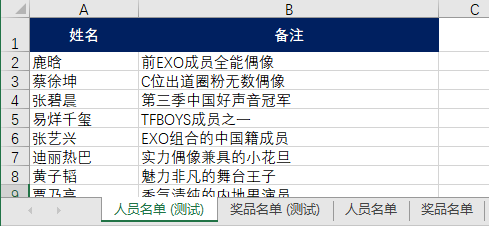 A B C
1 姓名 备注
2 鹿晗 前EXO成员全能偶像
3 蔡徐坤 C位出道圈粉无数偶像
4 张碧晨 第三季中国好声音冠军
5 易烊千玺 TFBOYS成员之一
6 张艺兴 EXO组合的中国籍成员
7 迪丽热巴 实力偶像兼具的小花旦
8 黄子韬 魅力非凡的舞台王子
9 贾乃亮 秀气清纯的内地男演员
人员名单 (测试) 奖品名单 (测试) 人员名单 奖品名单